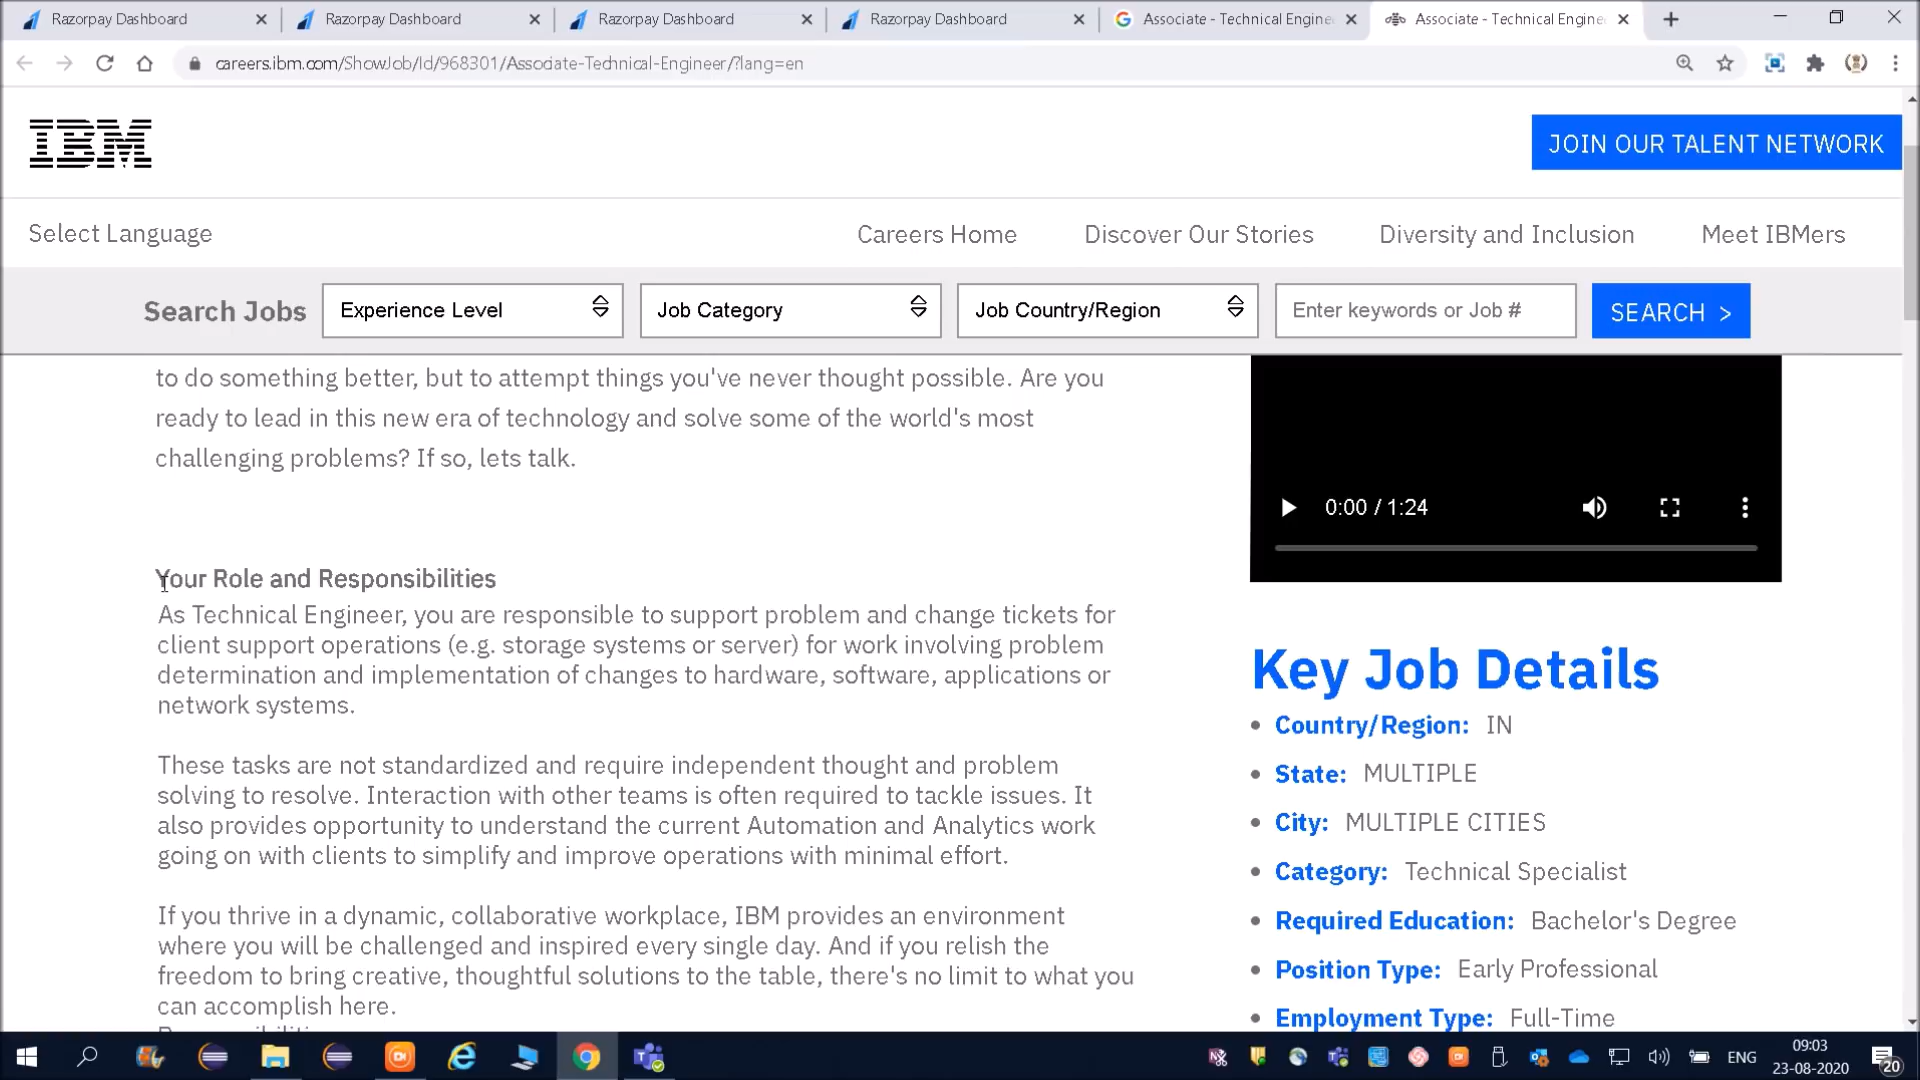 Razorpay Dashboard
Razorpay Dashboard
Razorpay Dashboard
Razorpay Dashboard
Associate - Technical Engine
Associate - Technical Engine
careers.ibm.com/ShowJob/Id/968301/Associate-Technical-Engineer/?lang=en
IBM
JOIN OUR TALENT NETWORK
Select Language
Careers Home
Discover Our Stories
Diversity and Inclusion
Meet IBMers
Search Jobs
Experience Level
Job Category
Job Country/Region
Enter keywords or Job #
SEARCH >
to do something better, but to attempt things you've never thought possible. Are you
ready to lead in this new era of technology and solve some of the world's most
challenging problems? If so, lets talk.
0:00 / 1:24
Your Role and Responsibilities
As Technical Engineer, you are responsible to support problem and change tickets for
client support operations (e.g. storage systems or server) for work involving problem
determination and implementation of changes to hardware, software, applications or
network systems.
These tasks are not standardized and require independent thought and problem
solving to resolve. Interaction with other teams is often required to tackle issues. It
also provides opportunity to understand the current Automation and Analytics work
going on with clients to simplify and improve operations with minimal effort.
If you thrive in a dynamic, collaborative workplace, IBM provides an environment
where you will be challenged and inspired every single day. And if you relish the
freedom to bring creative, thoughtful solutions to the table, there's no limit to what you
can accomplish here.
Key Job Details
Country/Region: IN
State: MULTIPLE
City: MULTIPLE CITIES
Category: Technical Specialist
Required Education: Bachelor's Degree
Position Type: Early Professional
Employment Type: Full-Time
ENG
09:03
23-08-2020
20